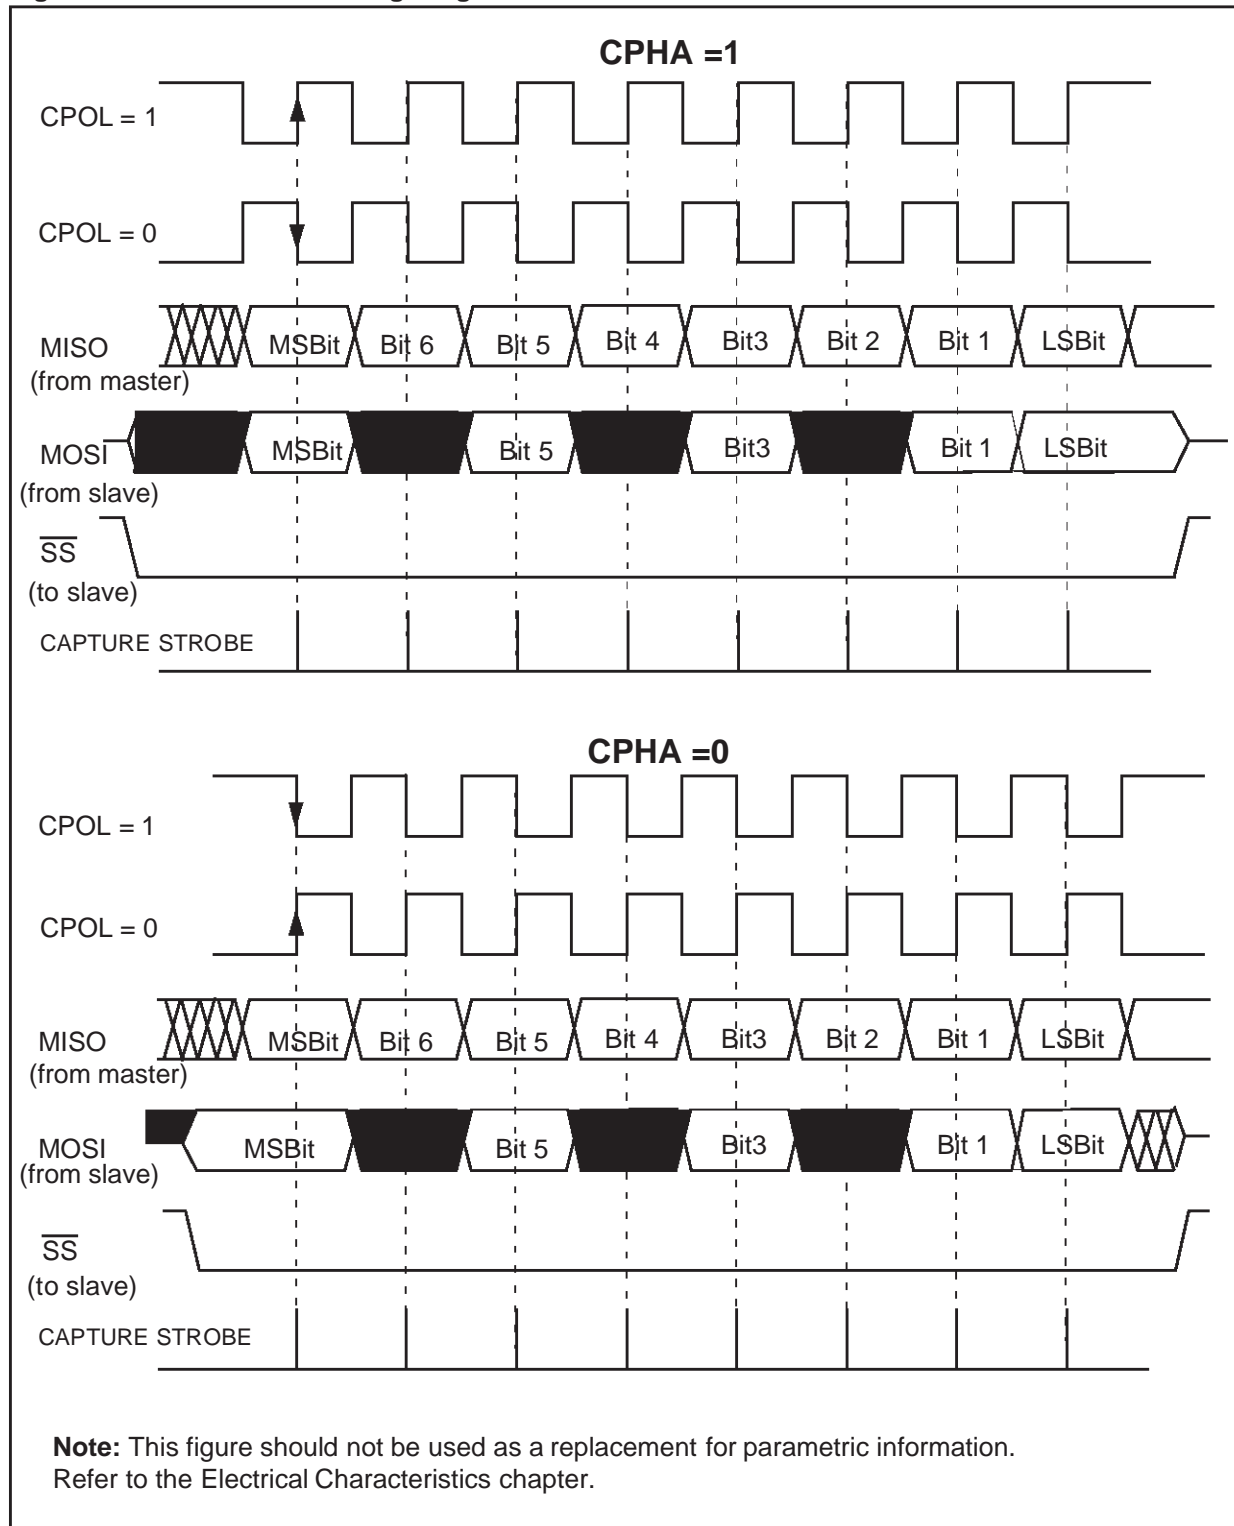 CPHA =1
CPOL = 1
CPOL = 0
MISO
(from master)
MSBit Bit 6 Bit 5 Bit 4 Bit3 Bit 2 Bit 1 LSBit
MOSI
(from slave)
MSBit Bit 5 Bit3 Bit 1 LSBit
SS
(to slave)
CAPTURE STROBE
CPHA =0
CPOL = 1
CPOL = 0
MISO
(from master)
MSBit Bit 6 Bit 5 Bit 4 Bit3 Bit 2 Bit 1 LSBit
MOSI
(from slave)
MSBit Bit 5 Bit3 Bit 1 LSBit
SS
(to slave)
CAPTURE STROBE
Note: This figure should not be used as a replacement for parametric information.
Refer to the Electrical Characteristics chapter.